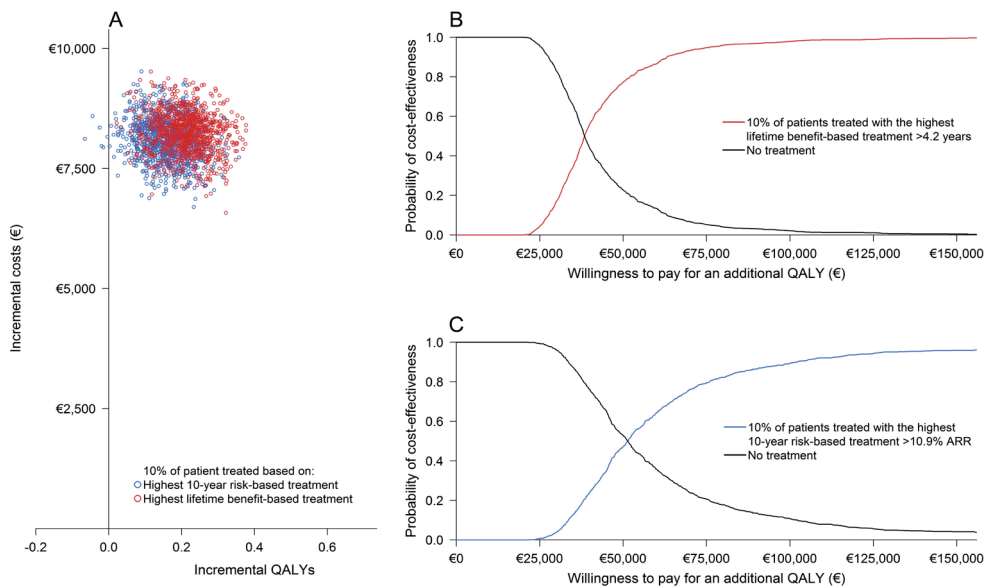 A
€10,000
€7,500
€5,000
€2,500
Incremental costs (€)
10% of patient treated based on:
Highest 10-year risk-based treatment
Highest lifetime benefit-based treatment
-0.2
0.0
0.2
0.4
0.6
Incremental QALYs
B
1.0
0.8
0.6
0.4
0.2
0.0
Probability of cost-effectiveness
10% of patients treated with the highest
lifetime benefit-based treatment >4.2 years
No treatment
€0
€25,000
€50,000
€75,000
€100,000
€125,000
€150,000
Willingness to pay for an additional QALY (€)
C
1.0
0.8
0.6
0.4
0.2
0.0
Probability of cost-effectiveness
10% of patients treated with the highest
10-year risk-based treatment >10.9% ARR
No treatment
€0
€25,000
€50,000
€75,000
€100,000
€125,000
€150,000
Willingness to pay for an additional QALY (€)